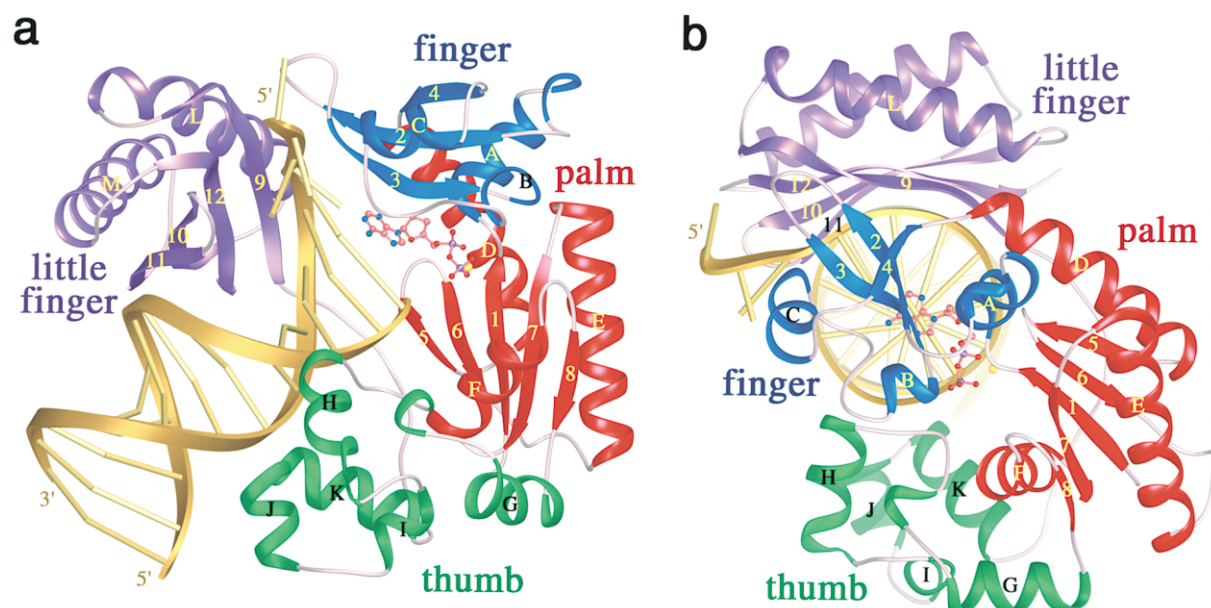 a
finger
5'
4
L
2 C
A
3
B
palm
M
12
9
10
11
D
little
finger
5
6
1
7
E
8
F
H
K
J
I
G
3'
5'
thumb
b
little
finger
L
12
9
10
11
5'
2
palm
D
3
4
A
C
5
finger
B
6
1
E
7
H
K
F
8
J
I
G
thumb